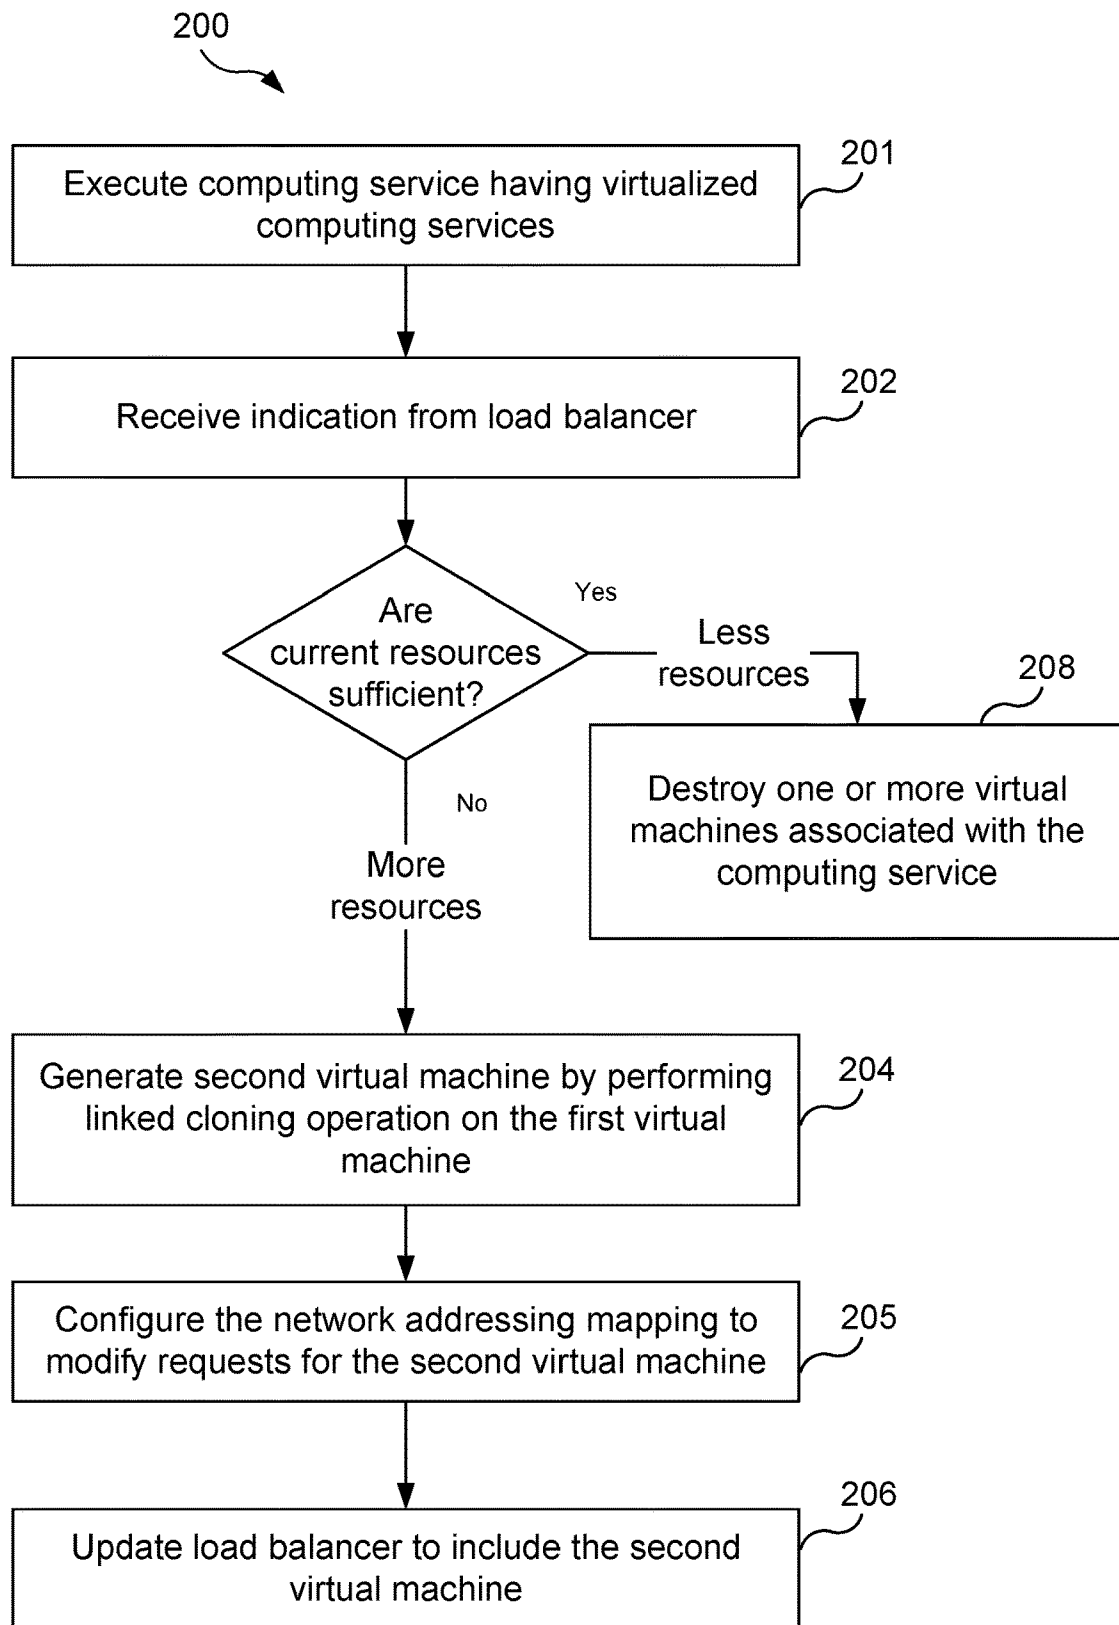 200
Execute computing service having virtualized
computing services
201
Receive indication from load balancer
202
Are
current resources
sufficient?
Yes
Less
resources
208
Destroy one or more virtual
machines associated with the
computing service
No
More
resources
Generate second virtual machine by performing
linked cloning operation on the first virtual
machine
204
Configure the network addressing mapping to
modify requests for the second virtual machine
205
Update load balancer to include the second
virtual machine
206